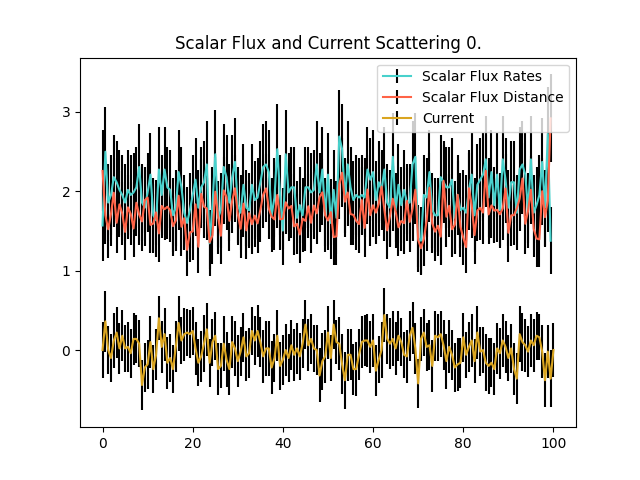 Scalar Flux and Current Scattering 0.
Scalar Flux Rates
Scalar Flux Distance
Current
3
2
1
0
0 20 40 60 80 100